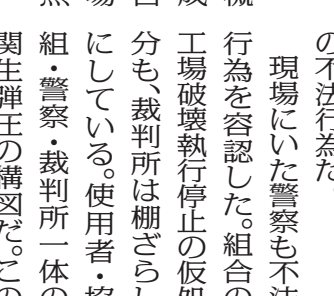 の不法行為だ。
現場にいた警察も不法
行為を容認した。組合の
工場破壊執行停止の仮処
分も、裁判所は棚ざらし
にしている。使用者・協
組・警察・裁判所一体の
関生弾圧の構図だ。この